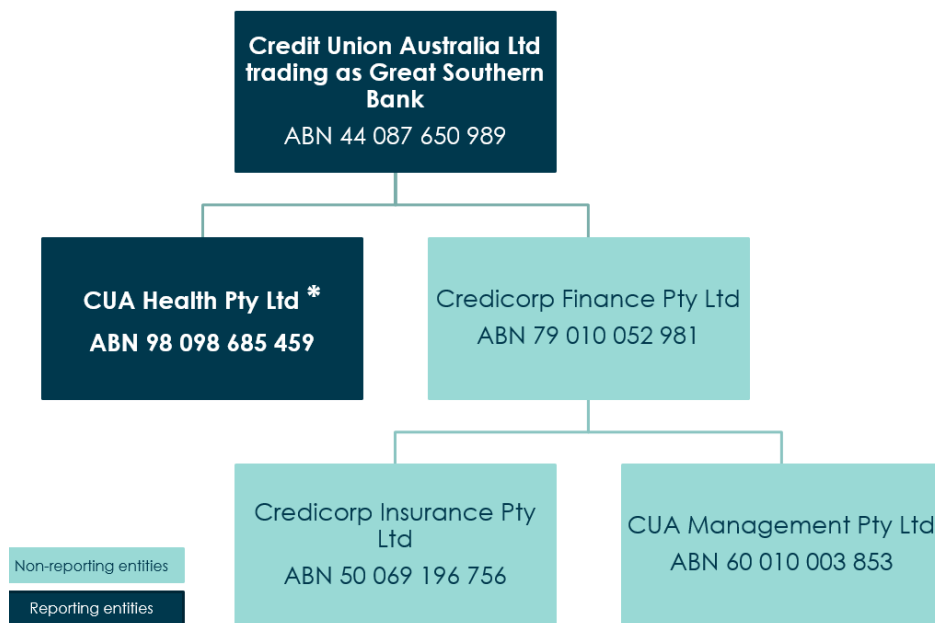 Credit Union Australia Ltd
trading as Great Southern
Bank
ABN 44 087 650 989
CUA Health Pty Ltd *
ABN 98 098 685 459
Credicorp Finance Pty Ltd
ABN 79 010 052 981
Credicorp Insurance Pty
Ltd
ABN 50 069 196 756
CUA Management Pty Ltd
ABN 60 010 003 853
Non-reporting entities
Reporting entities